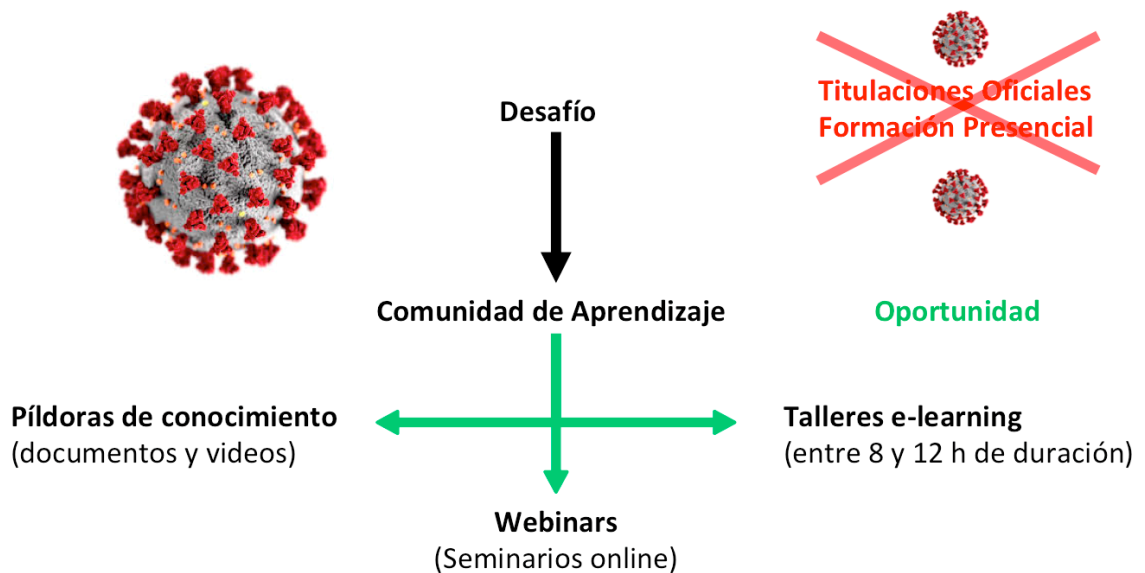 Desafío
Titulaciones Oficiales
Formación Presencial
Comunidad de Aprendizaje
Oportunidad
Píldoras de conocimiento
(documentos y videos)
Talleres e-learning
(entre 8 y 12 h de duración)
Webinars
(Seminarios online)